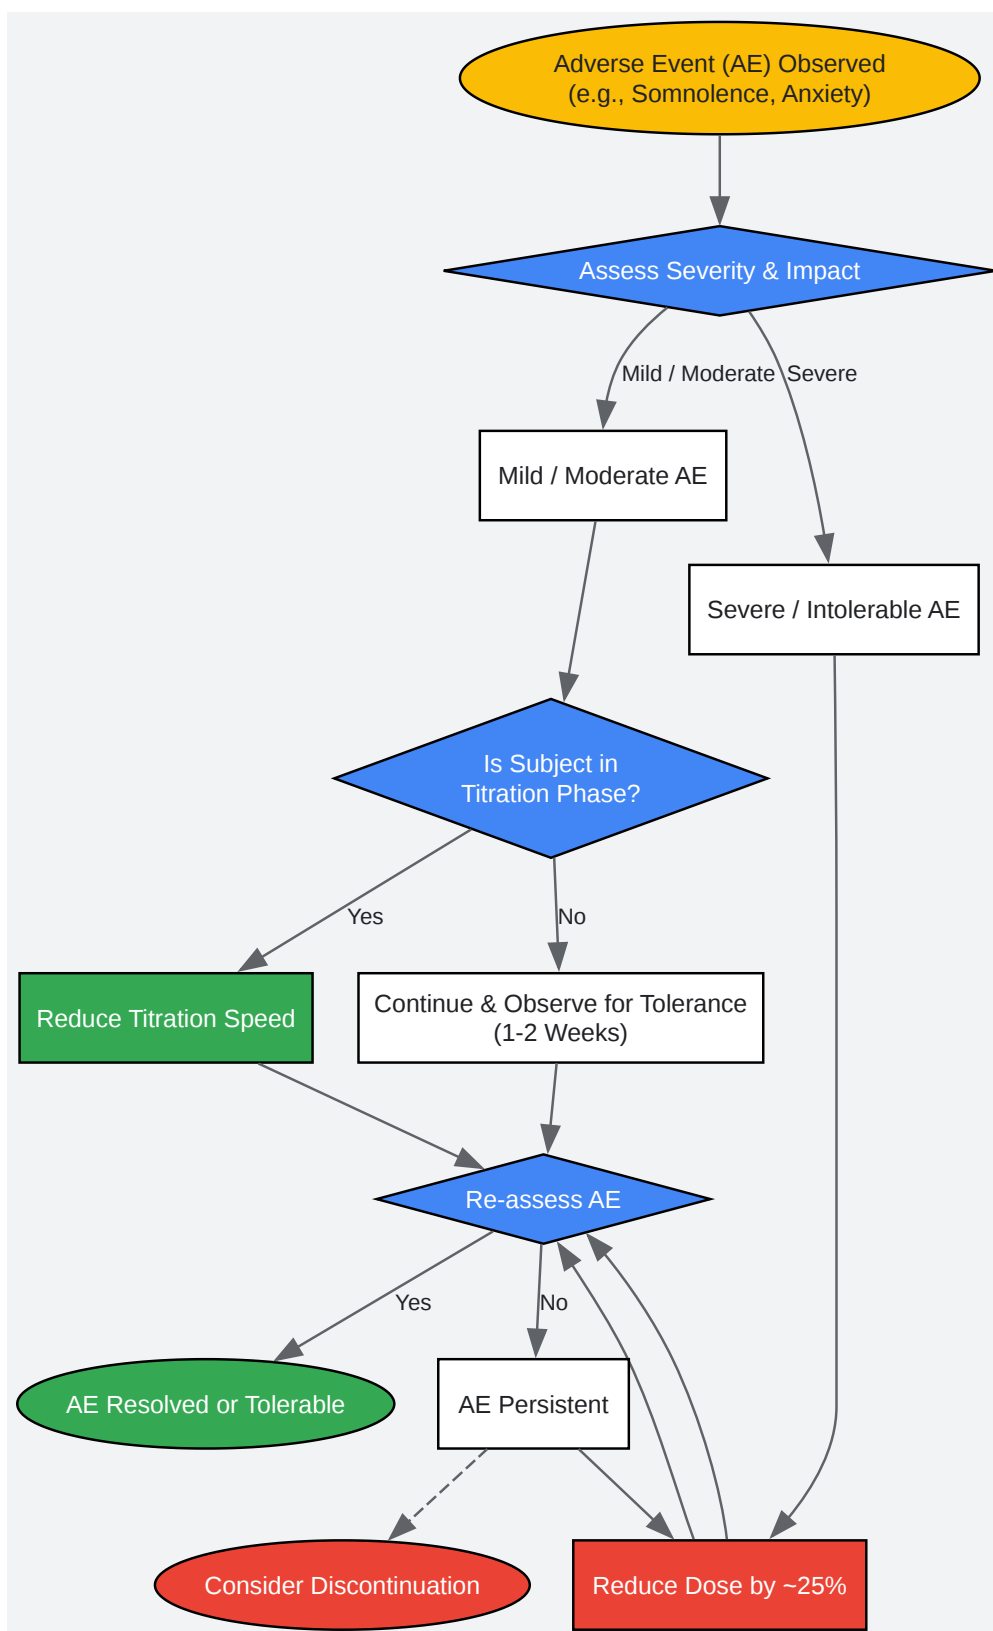 Adverse Event (AE) Observed
(e.g., Somnolence, Anxiety)
Assess Severity & Impact
Mild / Moderate
Severe
Mild / Moderate AE
Severe / Intolerable AE
Is Subject in
Titration Phase?
Yes
No
Reduce Titration Speed
Continue & Observe for Tolerance
(1-2 Weeks)
Re-assess AE
Yes
No
AE Resolved or Tolerable
AE Persistent
Consider Discontinuation
Reduce Dose by ~25%